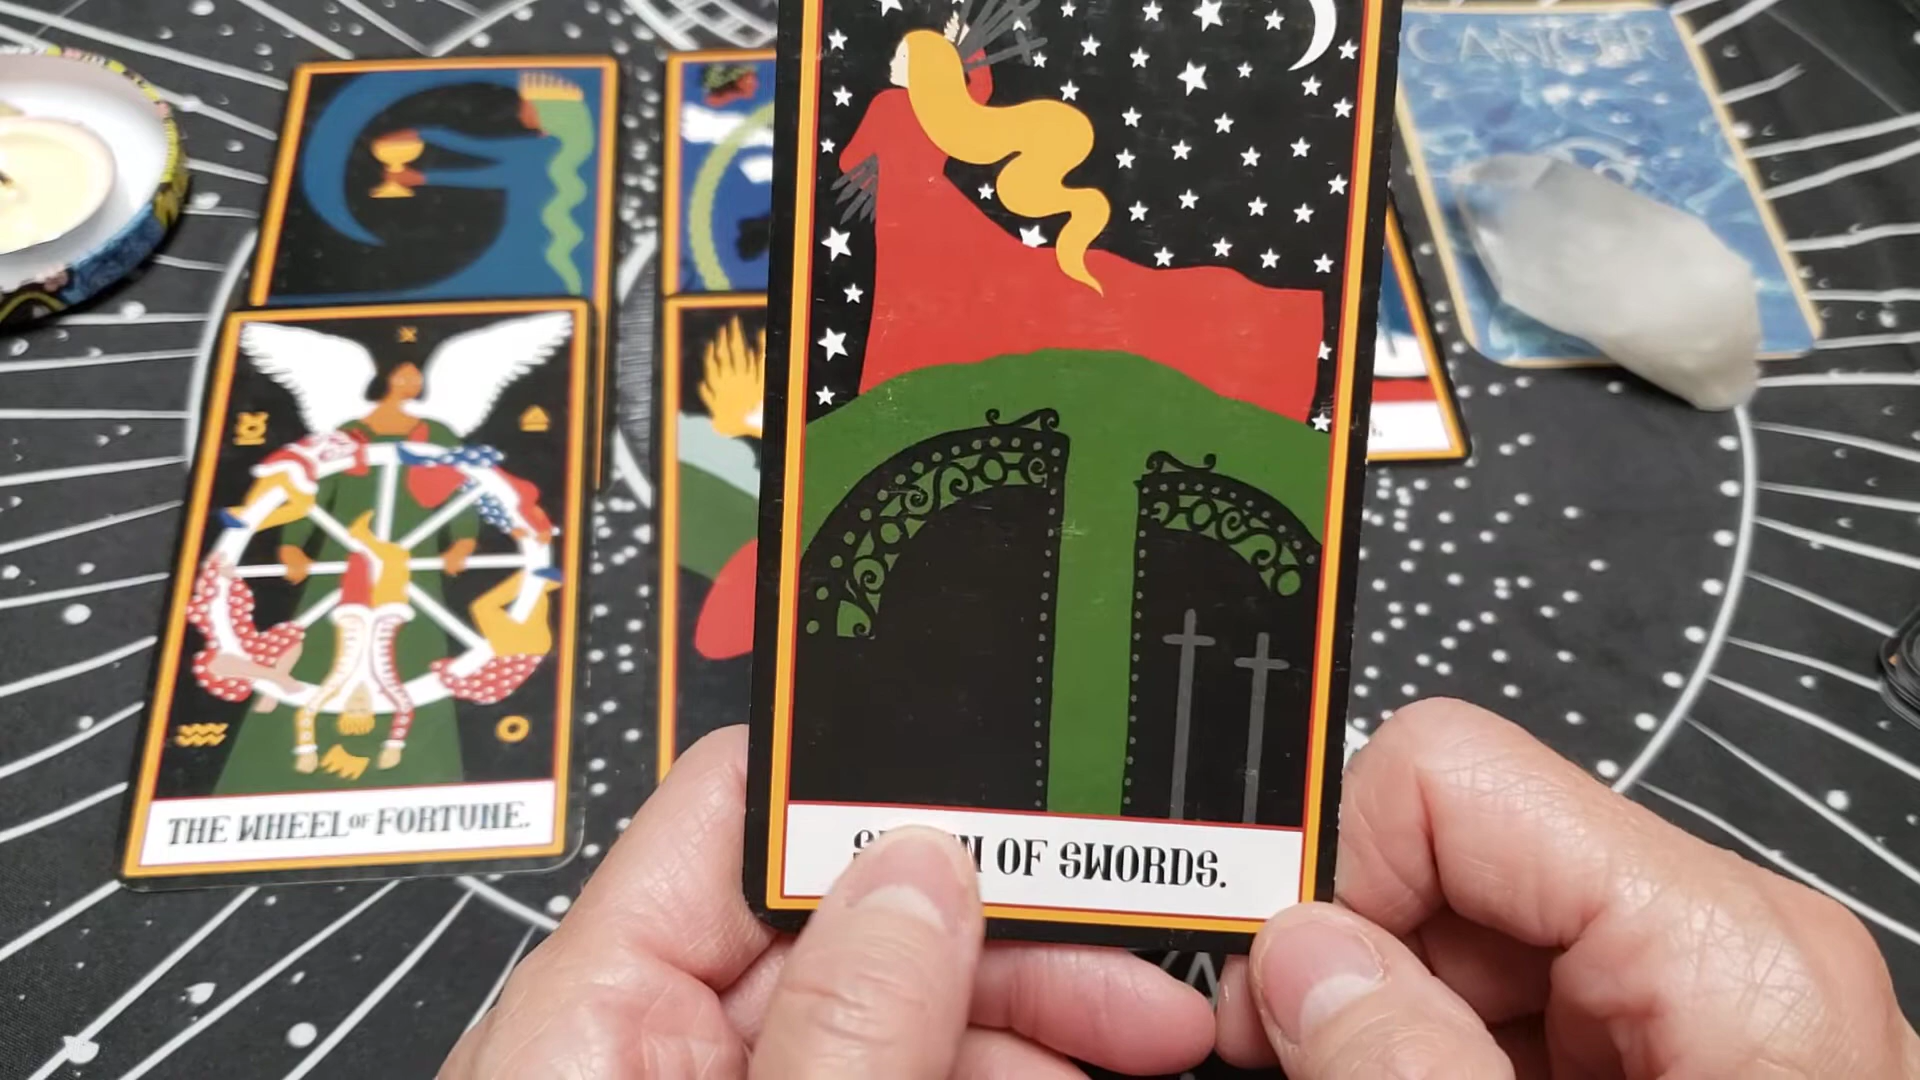 CANCER
X
THE WHEEL OF FORTUNE.
OF SWORDS.